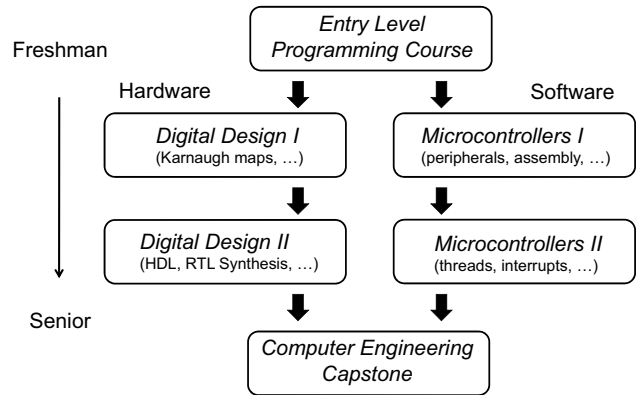 Freshman
Entry Level
Programming Course
Hardware
Software
Digital Design I
(Karnaugh maps, …)
Microcontrollers I
(peripherals, assembly, …)
Digital Design II
(HDL, RTL Synthesis, …)
Microcontrollers II
(threads, interrupts, …)
Senior
Computer Engineering
Capstone